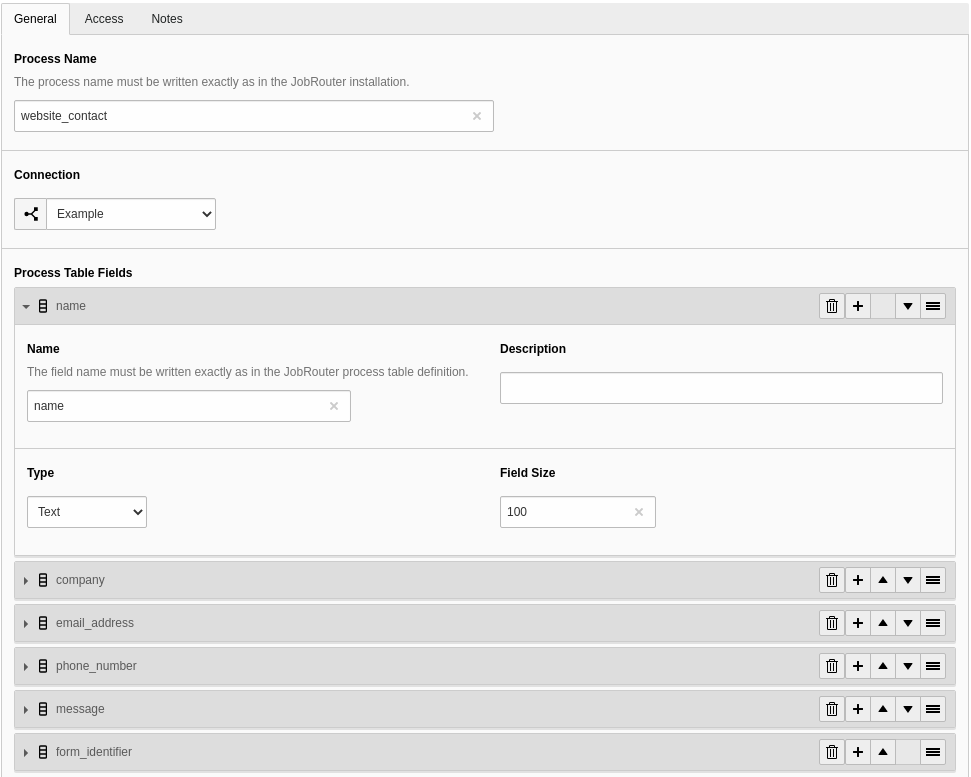 General Access Notes
Process Name
The process name must be written exactly as in the JobRouter installation.
website_contact
Connection
Example
Process Table Fields
name
Name Description
The field name must be written exactly as in the JobRouter process table definition.
name
Type Field Size
Text 100
company
email_address
phone_number
message
form_identifier